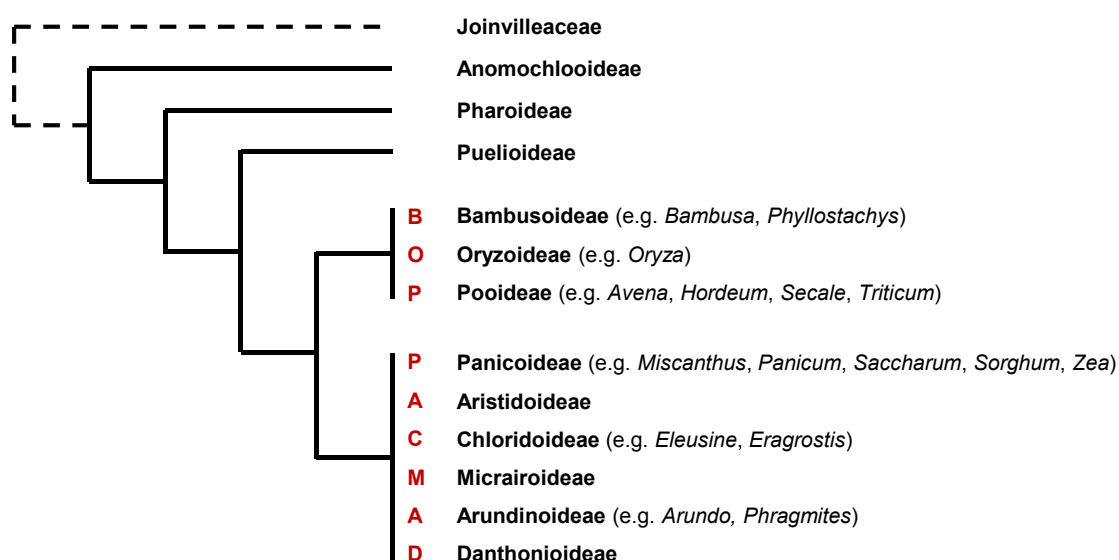 Joinvilleaceae
Anomochlooideae
Pharoideae
Puelioideae
B Bambusoideae (e.g. Bambusa, Phyllostachys)
O Oryzoideae (e.g. Oryza)
P Pooideae (e.g. Avena, Hordeum, Secale, Triticum)
P Panicoideae (e.g. Miscanthus, Panicum, Saccharum, Sorghum, Zea)
A Aristidoideae
C Chloridoideae (e.g. Eleusine, Eragrostis)
M Micrairoideae
A Arundinoideae (e.g. Arundo, Phragmites)
D Danthonioideae